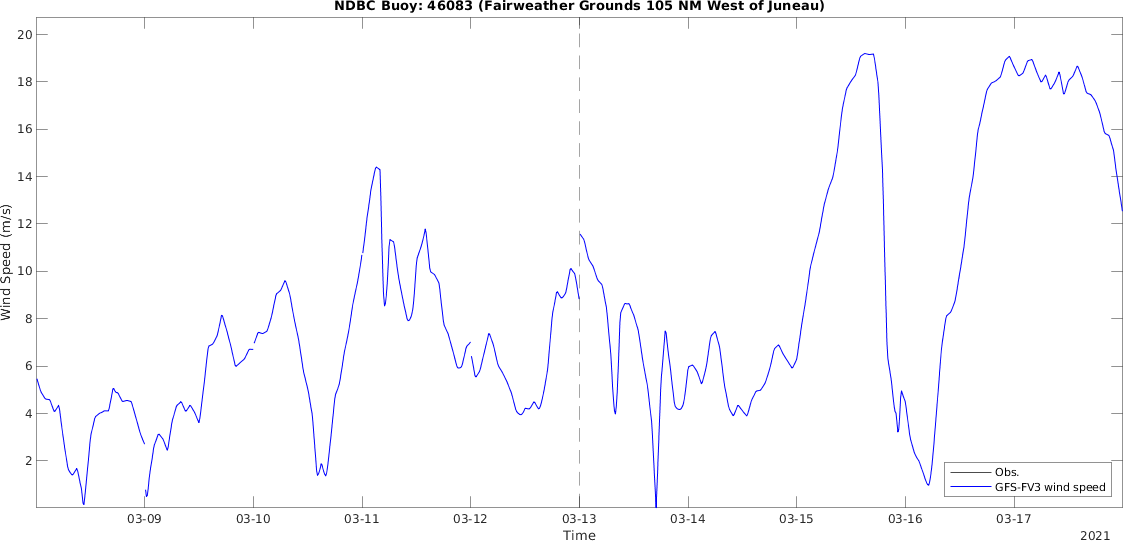 NDBC Buoy: 46083 (Fairweather Grounds 105 NM West of Juneau)
20
18
16
14
12
10
8
6
4
2
Wind Speed (m/s)
Obs.
GFS-FV3 wind speed
03-09 03-10 03-11 03-12 03-13 03-14 03-15 03-16 03-17
Time
2021